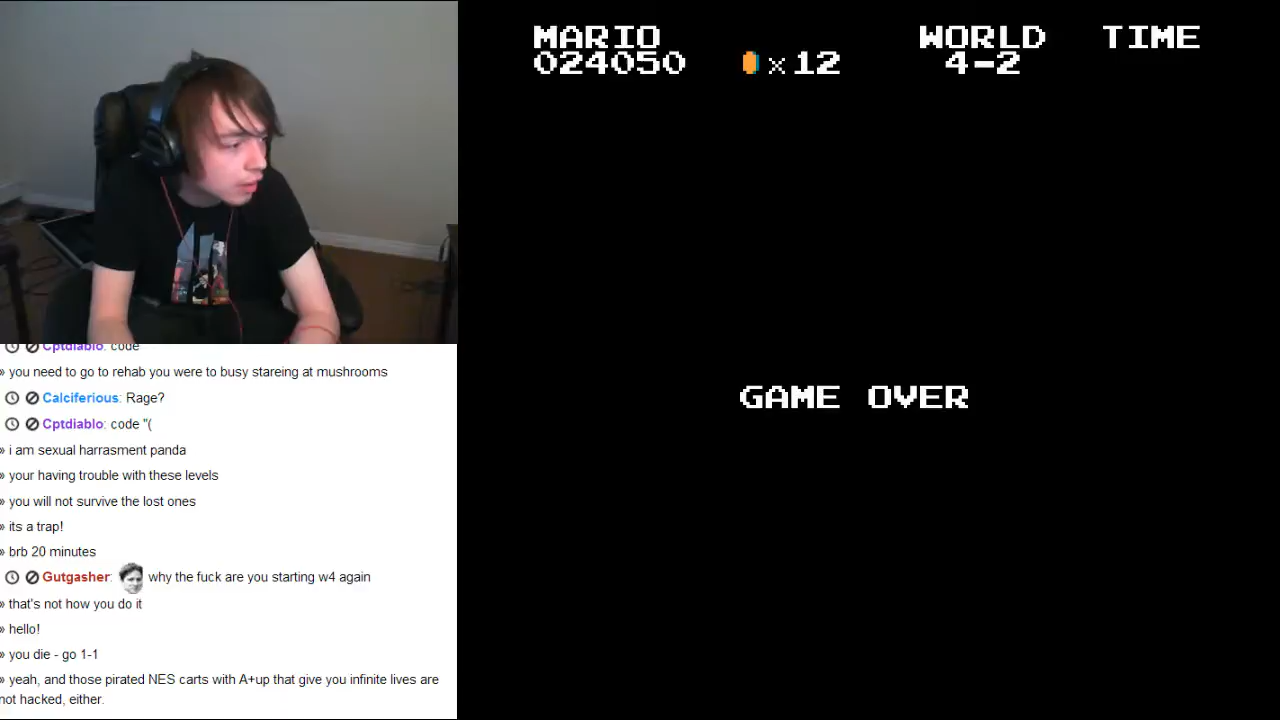 MARIO WORLD TIME
024050 x12 4-2
GAME OVER
Cptdiablo: code
» you need to go to rehab you were to busy stareing at mushrooms
Calciferious: Rage?
Cptdiablo: code "(
» i am sexual harrasment panda
» your having trouble with these levels
» you will not survive the lost ones
» its a trap!
» brb 20 minutes
Gutgasher: why the fuck are you starting w4 again
» that's not how you do it
» hello!
» you die - go 1-1
» yeah, and those pirated NES carts with A+up that give you infinite lives are
not hacked, either.